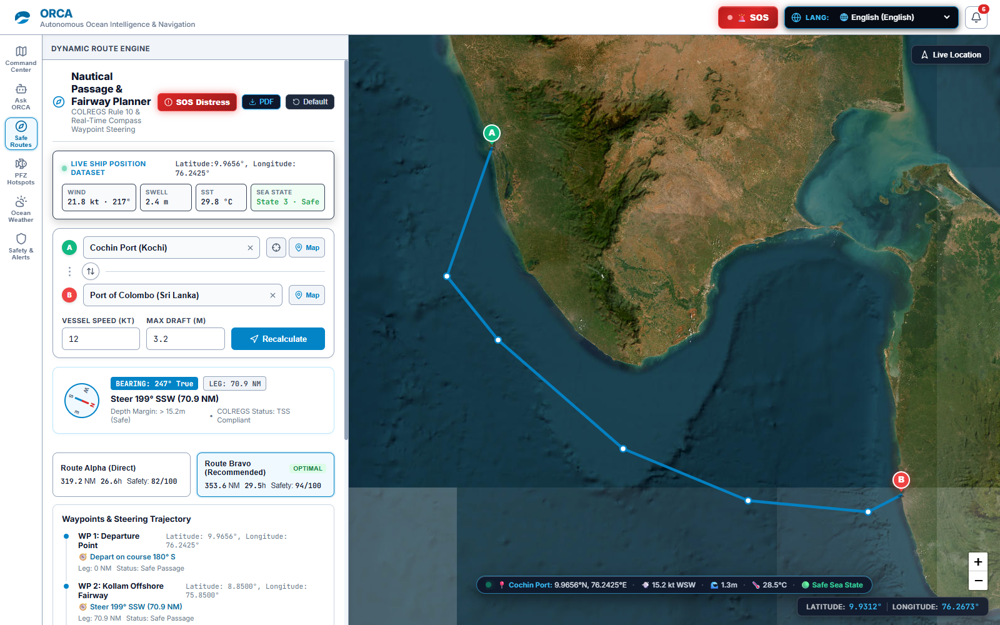 ORCA
Autonomous Ocean Intelligence & Navigation
SOS
LANG:
English (English)
6
Command
Center
Ask
ORCA
Safe
Routes
PFZ
Hotspots
Ocean
Weather
Safety &
Alerts
DYNAMIC ROUTE ENGINE
Nautical
Passage &
Fairway Planner
COLREGS Rule 10 &
Real-Time Compass
Waypoint Steering
SOS Distress
PDF
Default
LIVE SHIP POSITION
DATASET
Latitude:9.9656°, Longitude:
76.2425°
WIND
21.8 kt · 217°
SWELL
2.4 m
SST
29.8 °C
SEA STATE
State 3 · Safe
A
Cochin Port (Kochi)
Map
B
Port of Colombo (Sri Lanka)
Map
VESSEL SPEED (KT)
MAX DRAFT (M)
12
3.2
Recalculate
N
E
S
W
BEARING: 247° True
LEG: 70.9 NM
Steer 199° SSW (70.9 NM)
Depth Margin: > 15.2m
(Safe)
• COLREGS Status: TSS
Compliant
Route Alpha (Direct)
319.2 NM 26.6h Safety: 82/100
Route Bravo
(Recommended)
OPTIMAL
353.6 NM 29.5h Safety: 94/100
Waypoints & Steering Trajectory
WP 1: Departure
Point
Latitude: 9.9656°, Longitude:
76.2425°
Depart on course 180° S
Leg: 0 NM Status: Safe Passage
WP 2: Kollam Offshore
Fairway
Latitude: 8.8500°, Longitude:
75.8500°
Steer 199° SSW (70.9 NM)
Leg: 70.9 NM Status: Safe Passage
Live Location
A
B
Cochin Port: 9.9656°N, 76.2425°E · 15.2 kt WSW · 1.3m · 28.5°C · Safe Sea State
+
−
LATITUDE: 9.9312° LONGITUDE: 76.2673°